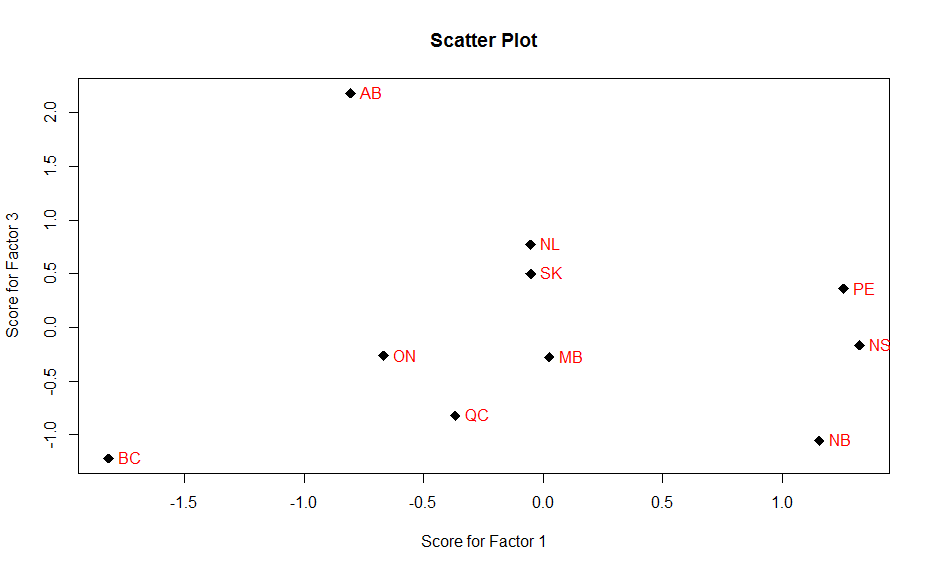 Scatter Plot
Score for Factor 3
2.0
1.5
1.0
0.5
0.0
-0.5
-1.0
AB
NL
SK
PE
NS
ON
MB
QC
NB
BC
-1.5 -1.0 -0.5 0.0 0.5 1.0
Score for Factor 1